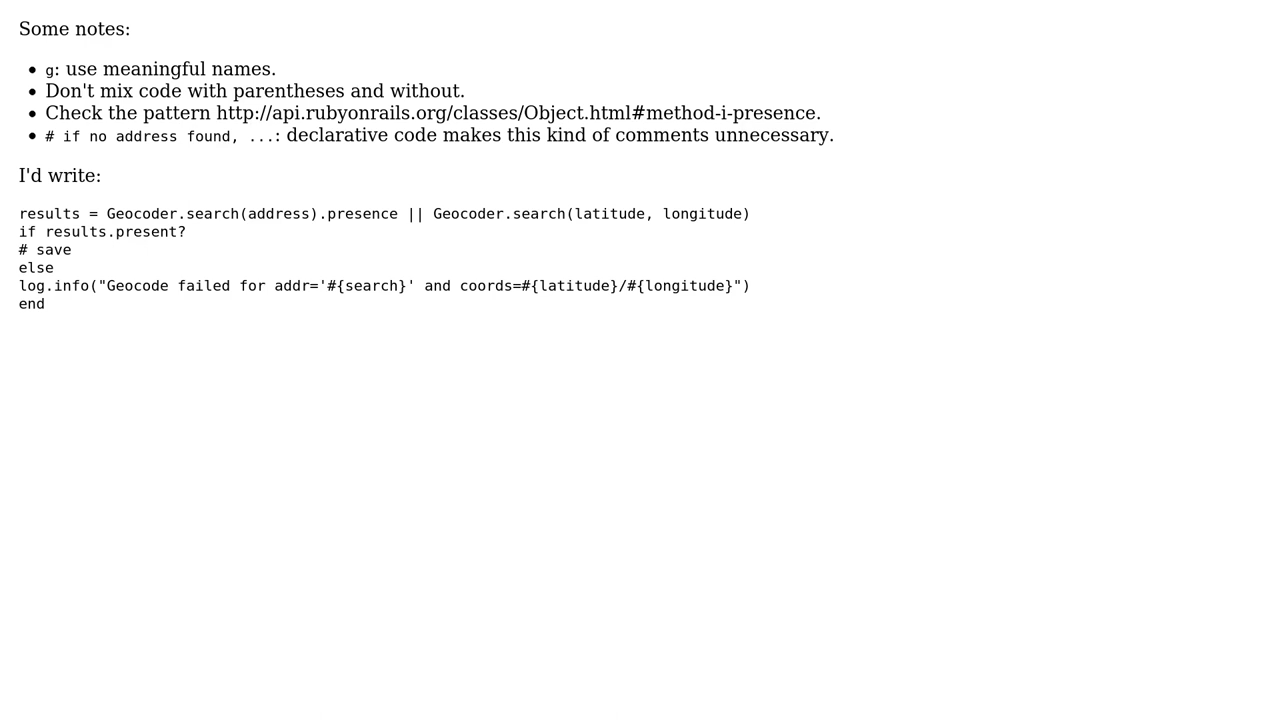 Some notes:
• g: use meaningful names.
• Don't mix code with parentheses and without.
• Check the pattern http://api.rubyonrails.org/classes/Object.html#method-i-presence.
• # if no address found, ...: declarative code makes this kind of comments unnecessary.
I'd write:
results = Geocoder.search(address).presence || Geocoder.search(latitude, longitude)
if results.present?
# save
else
log.info("Geocode failed for addr='#{search}' and coords=#{latitude}/#{longitude}")
end